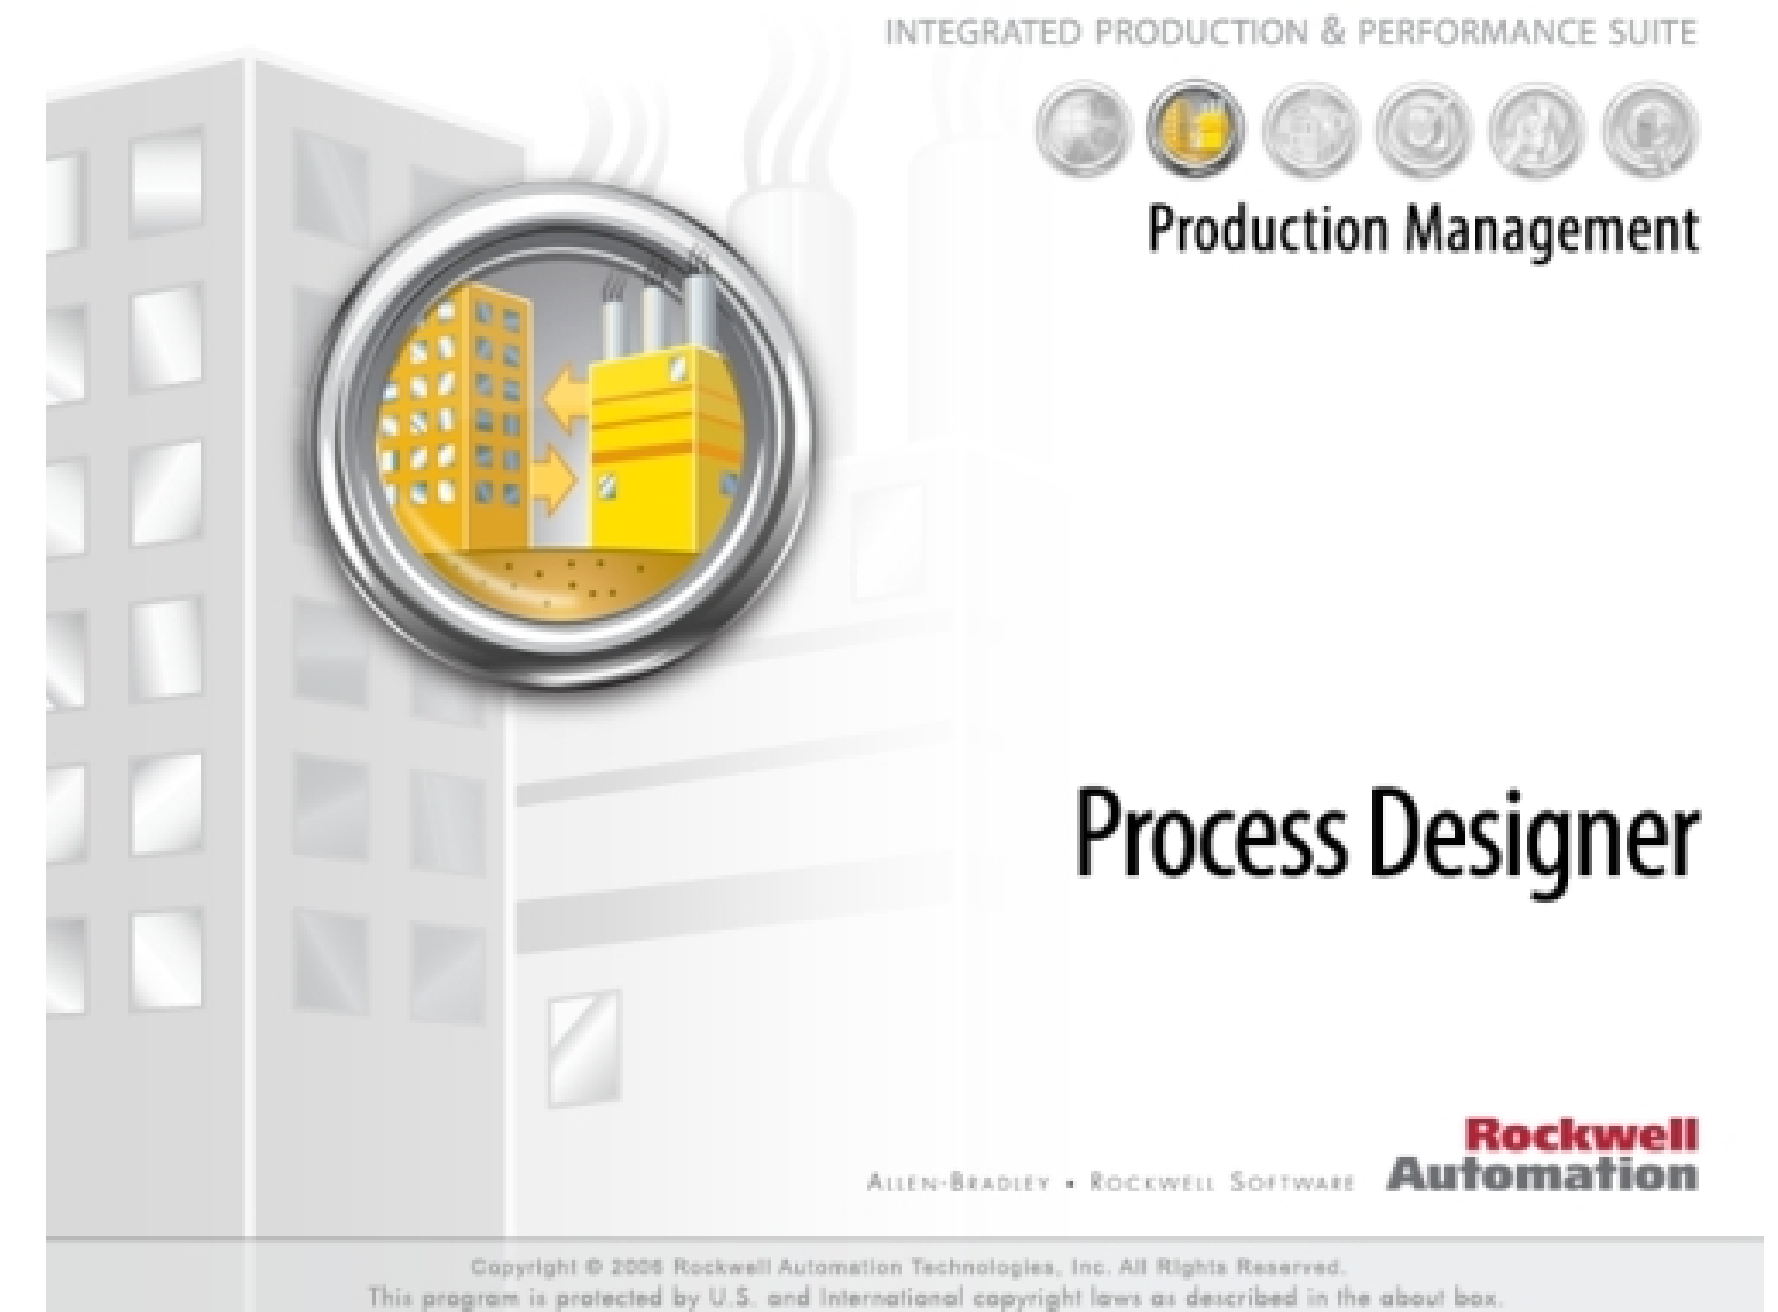 INTEGRATED PRODUCTION & PERFORMANCE SUITE
Production Management
Process Designer
Rockwell
Automation
ALLEN-BRADLEY • ROCKWELL SOFTWARE
Copyright © 2006 Rockwell Automation Technologies, Inc. All Rights Reserved.
This program is protected by U.S. and International copyright laws as described in the about box.